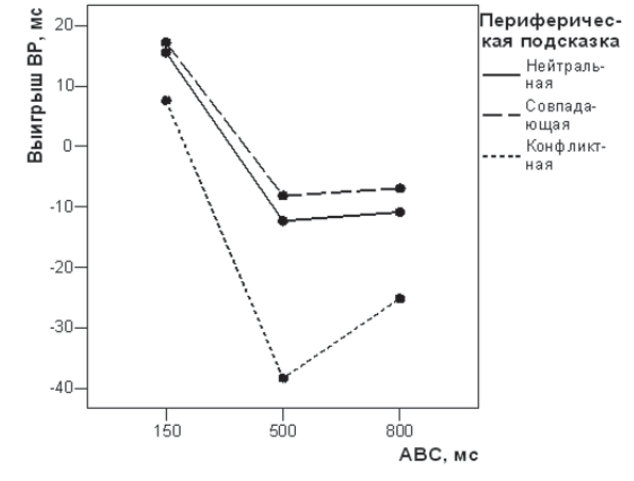 Выигрыш ВР, мс
20
10
0
-10
-20
-30
-40
150
500
800
АВС, мс
Периферичес-
кая подсказка
Нейтраль-
ная
Совпада-
ющая
Конфликт-
ная